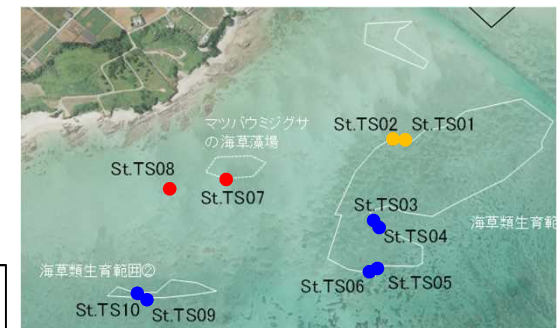 St.TS02 St.TS01
マツバウミジグサ
の海草藻場
St.TS08
St.TS07
St.TS03
St.TS04
海草類生育範
海草類生育範囲②
St.TS06 St.TS05
St.TS10 St.TS09